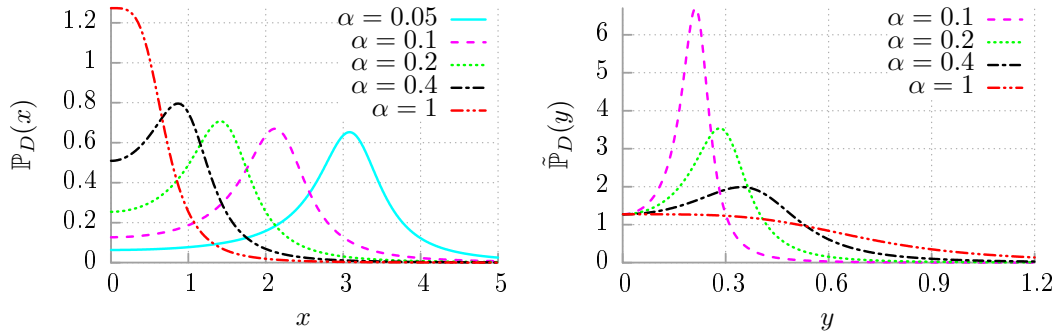 1.2
1
0.8
0.6
0.4
0.2
0
ℙ_D(x)
α = 0.05
α = 0.1
α = 0.2
α = 0.4
α = 1
0 1 2 3 4 5
x
6
5
4
3
2
1
0
ℙ̃_D(y)
α = 0.1
α = 0.2
α = 0.4
α = 1
0 0.3 0.6 0.9 1.2
y